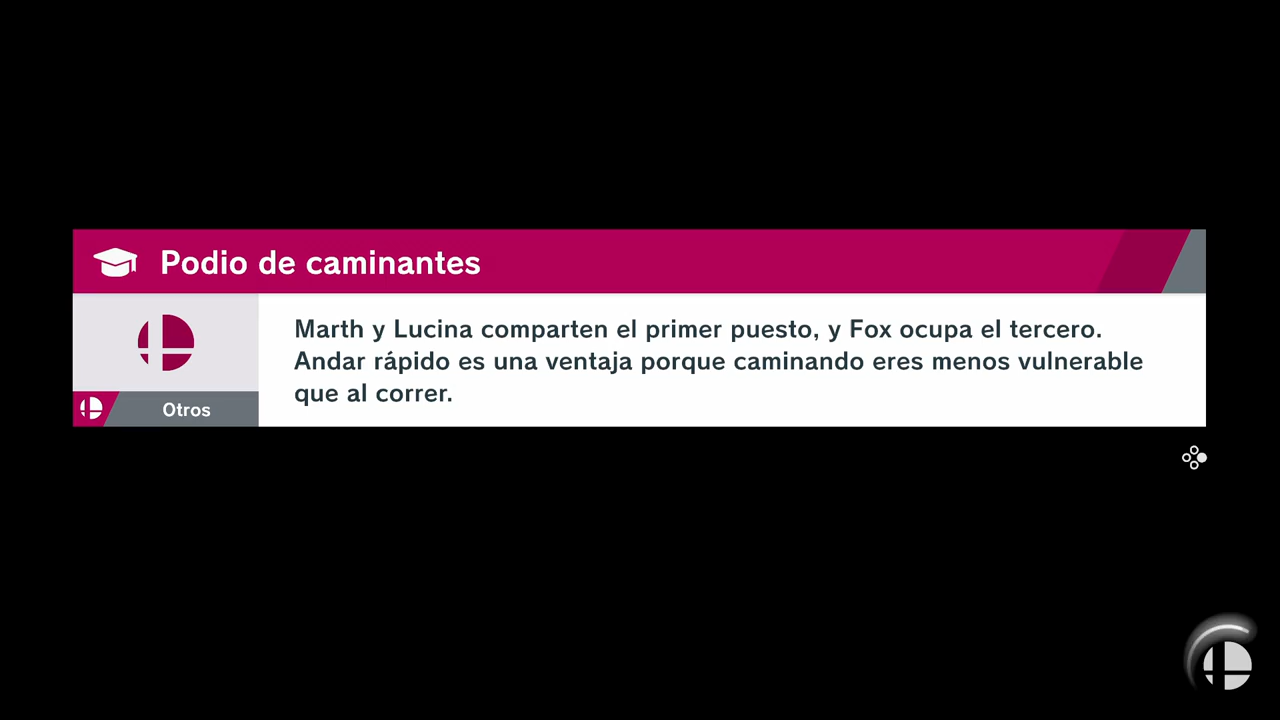 Podio de caminantes
Marth y Lucina comparten el primer puesto, y Fox ocupa el tercero.
Andar rápido es una ventaja porque caminando eres menos vulnerable
que al correr.
Otros